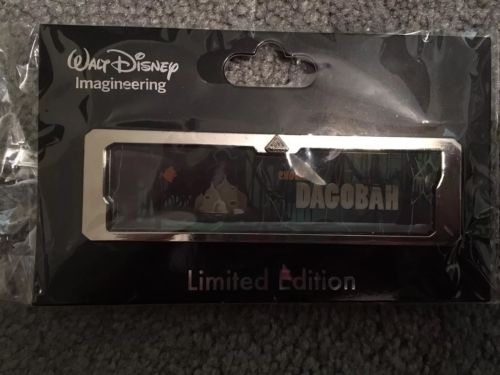 Walt Disney
Imagineering
DAGOBAH
Limited Edition